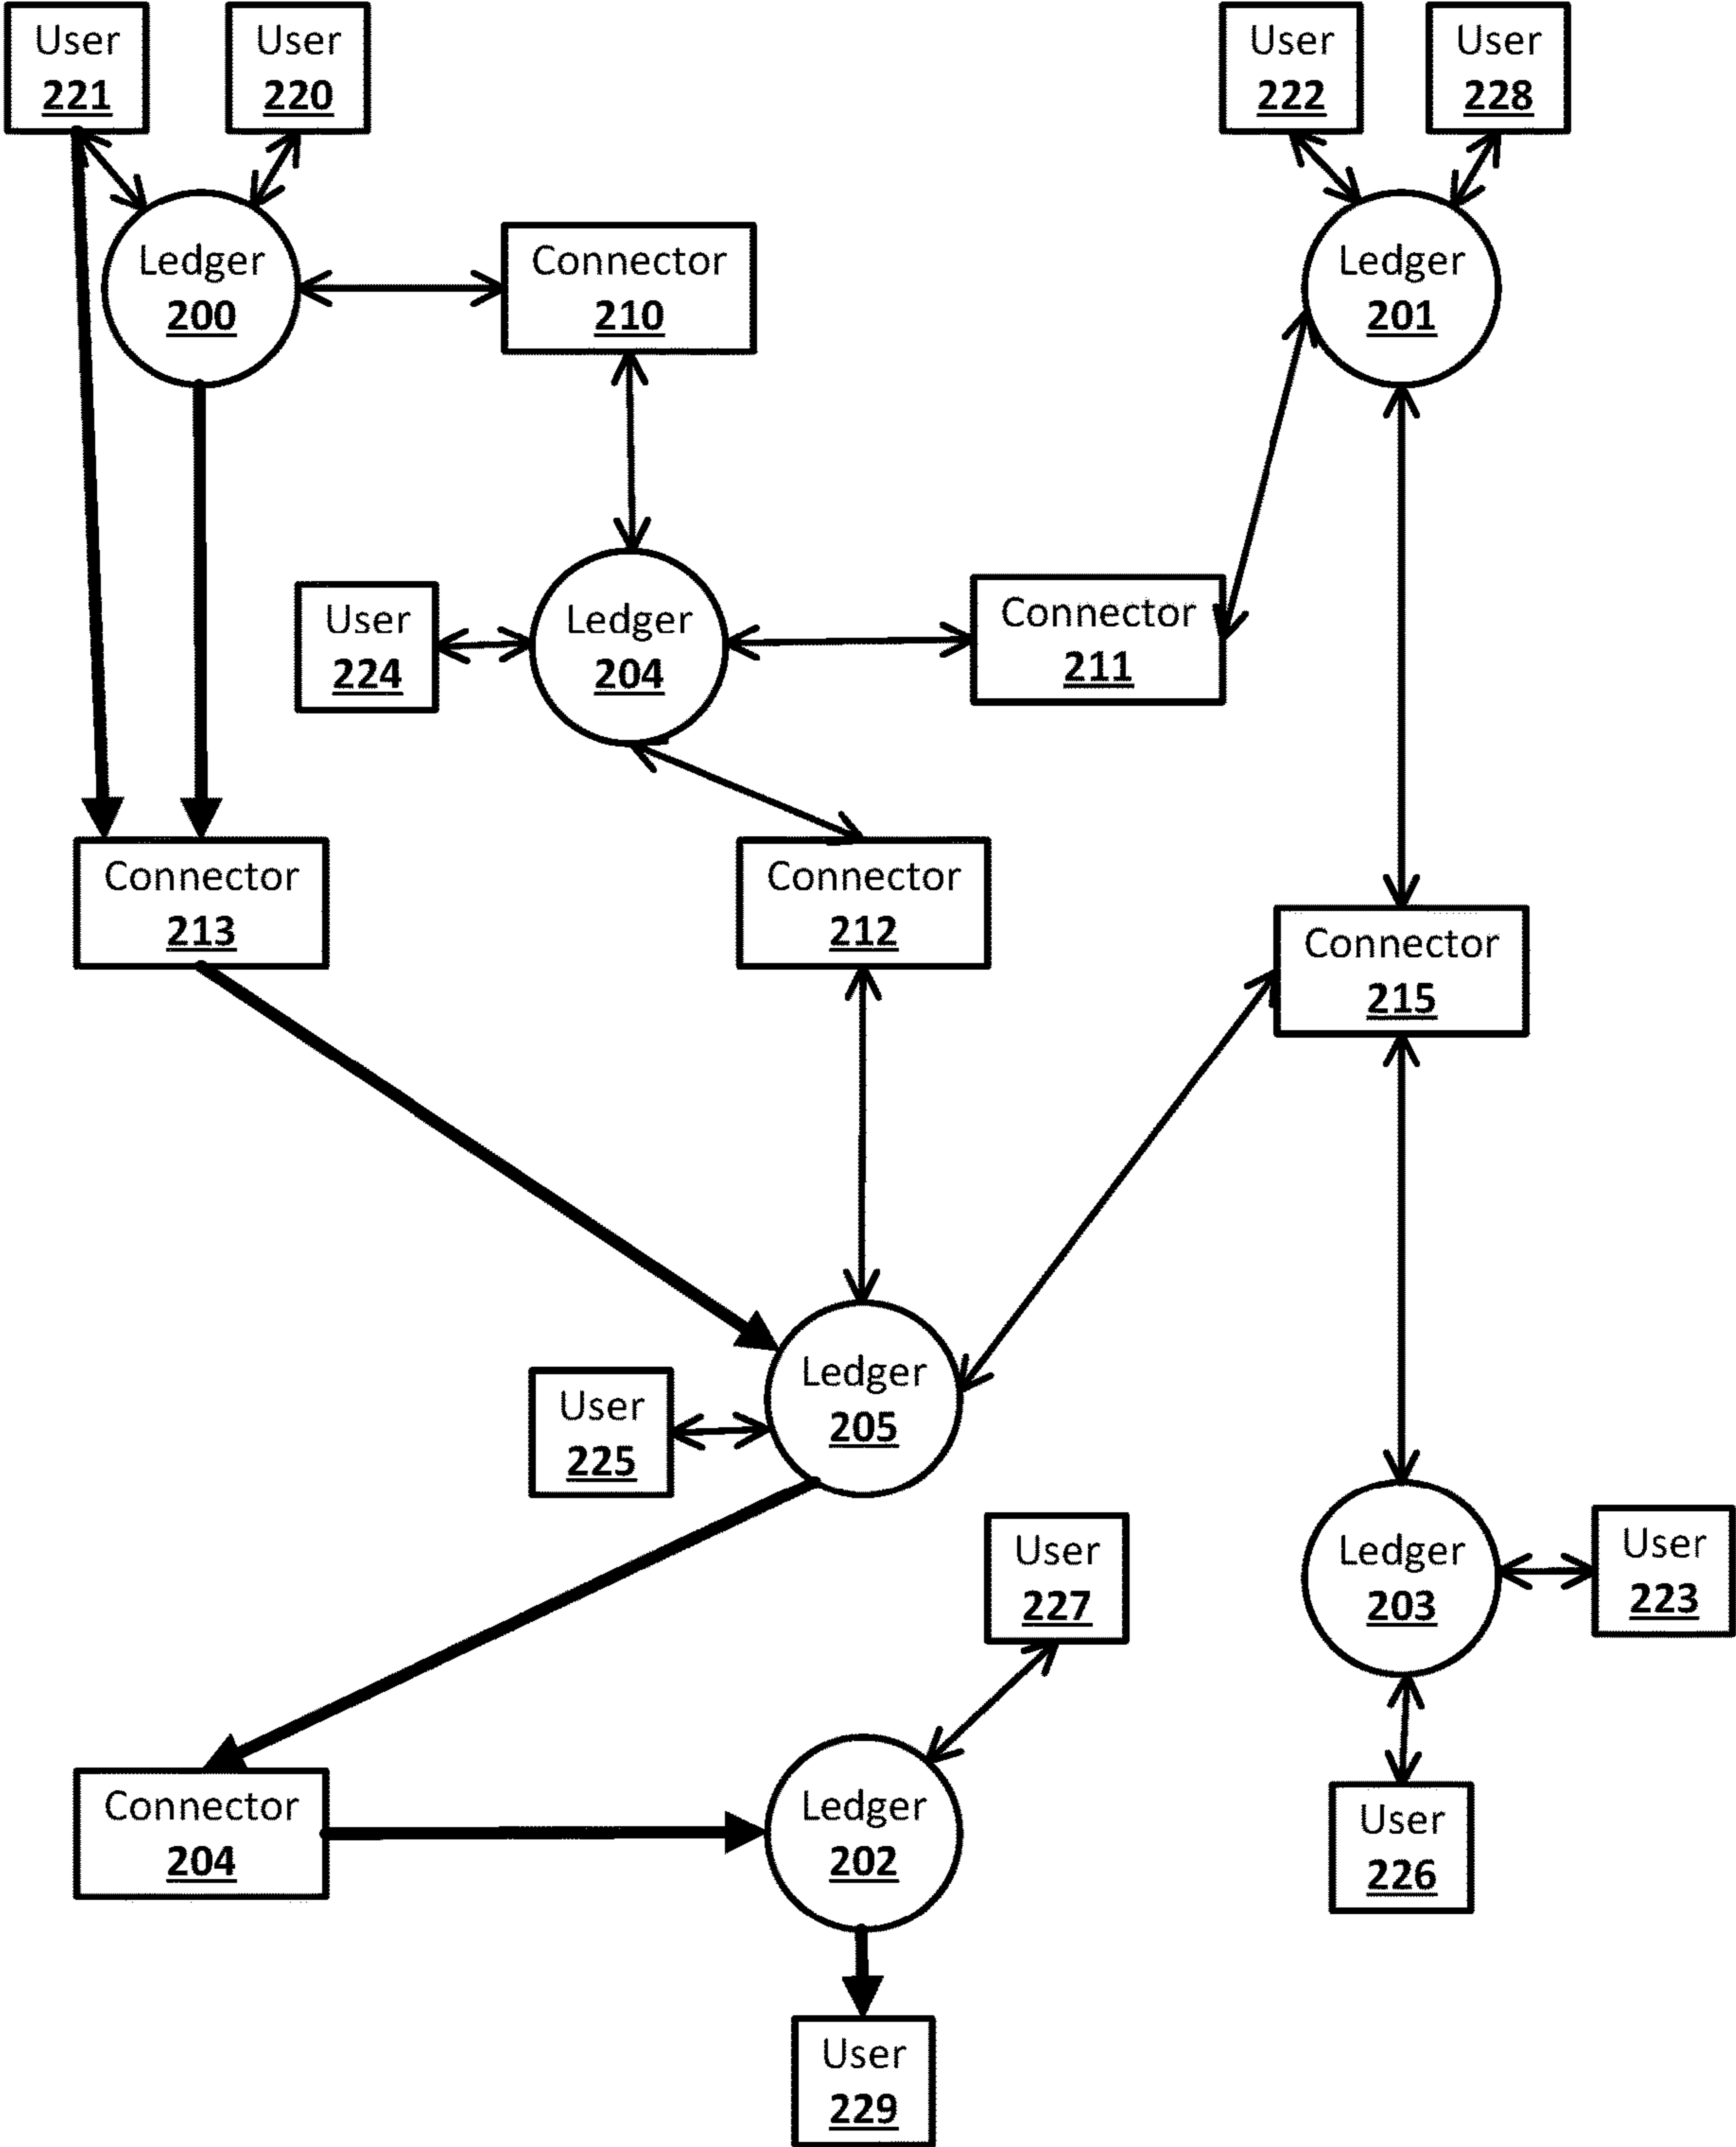 User
221
User
220
User
222
User
228
Ledger
200
Connector
210
Ledger
201
User
224
Ledger
204
Connector
211
Connector
213
Connector
212
Connector
215
Ledger
205
User
225
User
227
Ledger
203
User
223
Connector
204
Ledger
202
User
226
User
229